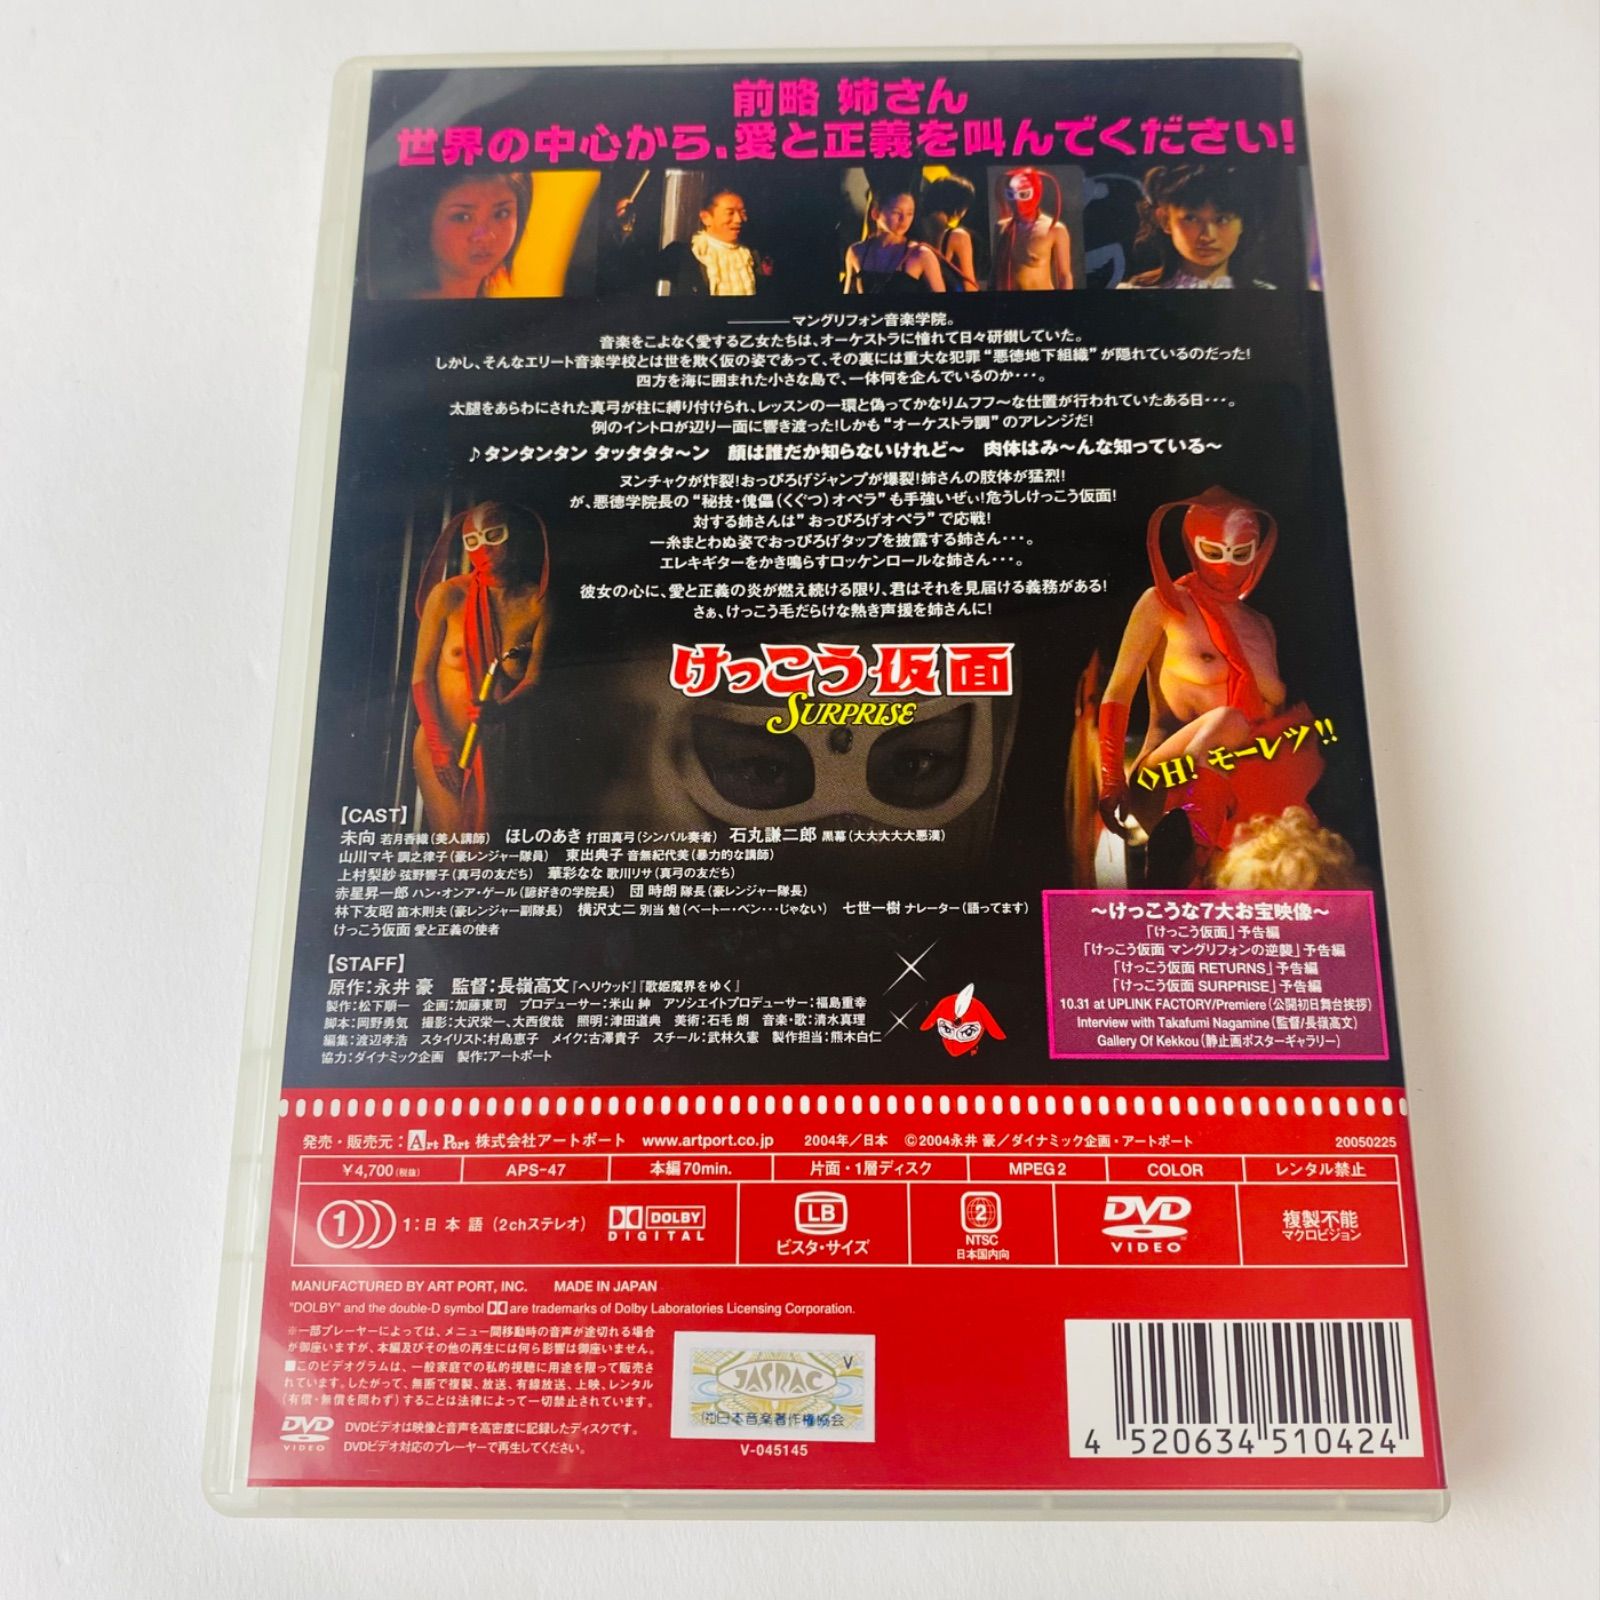 前略 姉さん
世界の中心から、愛と正義を叫んでください!
――マングリフォン音楽学院。
音楽をこよなく愛する乙女たちは、オーケストラに憧れて日々研鑚していた。
しかし、そんなエリート音楽学校とは世を欺く仮の姿であって、その裏には重大な犯罪“悪徳地下組織”が隠れているのだった!
四方を海に囲まれた小さな島で、一体何を企んでいるのか・・・。
太腿をあらわにされた真弓が柱に縛り付けられ、レッスンの一環と偽ってかなりムフフ〜な仕置が行われていたある日・・・。
例のイントロが辺り一面に響き渡った!しかも“オーケストラ調”のアレンジだ!
♪タンタンタン タッタタタ〜ン 顔は誰だか知らないけれど〜 肉体はみ〜んな知っている〜
ヌンチャクが炸裂!おっぴろげジャンプが爆裂!姉さんの肢体が猛烈!
が、悪徳学院長の“秘技・傀儡(くぐつ)オペラ”も手強いぜぃ!危うしけっこう仮面!
対する姉さんは”おっぴろげオペラ”で応戦!
一糸まとわぬ姿でおっぴろげタップを披露する姉さん・・・。
エレキギターをかき鳴らすロッケンロールな姉さん・・・。
彼女の心に、愛と正義の炎が燃え続ける限り、君はそれを見届ける義務がある!
さぁ、けっこう毛だらけな熱き声援を姉さんに!
けっこう仮面
SURPRISE
OH! モーレツ!!
【CAST】
未向 若月香織(美人講師) ほしのあき 打田真弓(シンバル奏者) 石丸謙二郎 黒幕(大大大大大悪漢)
山川マキ 調之律子(豪レンジャー隊員) 東出典子 音無紀代美(暴力的な講師)
上村梨紗 弦野響子(真弓の友だち) 華彩なな 歌川リサ(真弓の友だち)
赤星昇一郎 ハン・オンア・ゲール(諺好きの学院長) 団 時朗 隊長(豪レンジャー隊長)
林下友昭 笛木則夫(豪レンジャー副隊長) 横沢丈二 別当 勉(ベートー・ベン・・・じゃない) 七世一樹 ナレーター(語ってます)
けっこう仮面 愛と正義の使者
【STAFF】
原作:永井 豪 監督:長嶺高文『ヘリウッド』『歌姫魔界をゆく』
製作:松下順一 企画:加藤東司 プロデューサー:米山 紳 アソシエイトプロデューサー:福島重幸
脚本:岡野勇気 撮影:大沢栄一、大西俊哉 照明:津田道典 美術:石毛 朗 音楽・歌:清水真理
編集:渡辺孝浩 スタイリスト:村島恵子 メイク:古澤貴子 スチール:武林久憲 製作担当:熊木白仁
協力:ダイナミック企画 製作:アートポート
〜けっこうな7大お宝映像〜
「けっこう仮面」予告編
「けっこう仮面 マングリフォンの逆襲」予告編
「けっこう仮面 RETURNS」予告編
「けっこう仮面 SURPRISE」予告編
10.31 at UPLINK FACTORY/Premiere(公開初日舞台挨拶)
Interview with Takafumi Nagamine(監督/長嶺高文)
Gallery Of Kekkou(静止画ポスターギャラリー)
発売・販売元: Art Port 株式会社アートポート www.artport.co.jp 2004年/日本 ©2004永井 豪/ダイナミック企画・アートポート 20050225
¥4,700(税抜) APS-47 本編70min. 片面・1層ディスク MPEG2 COLOR レンタル禁止
1 1:日本語(2chステレオ) DOLBY DIGITAL LB ビスタ・サイズ 2 NTSC 日本国内向 DVD VIDEO 複製不能 マクロビジョン
MANUFACTURED BY ART PORT, INC. MADE IN JAPAN
"DOLBY" and the double-D symbol are trademarks of Dolby Laboratories Licensing Corporation.
※一部プレーヤーによっては、メニュー間移動時の音声が途切れる場合
が御座いますが、本編及びその他の再生には何ら影響は御座いません。
■このビデオグラムは、一般家庭での私的視聴に用途を限って販売さ
れています。したがって、無断で複製、放送、有線放送、上映、レンタル
(有償・無償を問わず)することは法律によって一切禁止されています。
DVD VIDEO
DVDビデオは映像と音声を高密度に記録したディスクです。
DVDビデオ対応のプレーヤーで再生してください。
V
JASRAC
(社)日本音楽著作権協会
V-045145
4 520634 510424